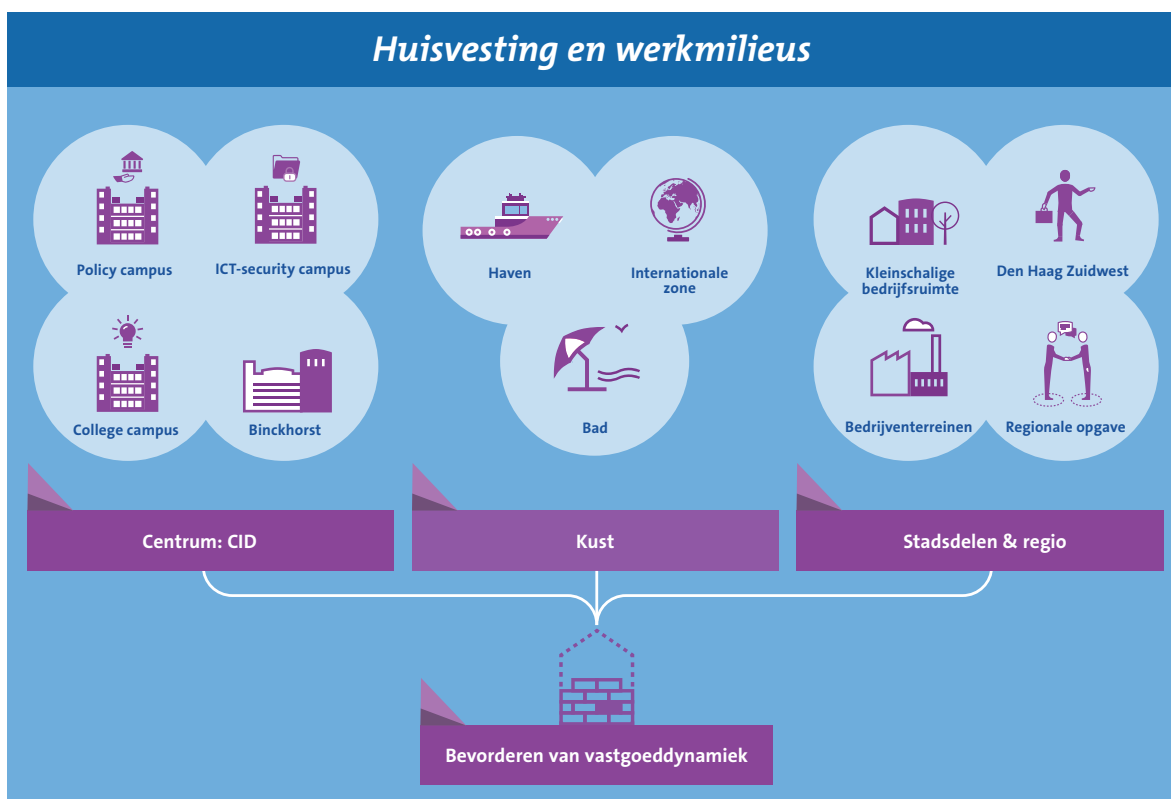 Huisvesting en werkmilieus
Policy campus
ICT-security campus
College campus
Binckhorst
Haven
Internationale
zone
Bad
Kleinschalige
bedrijfsruimte
Den Haag Zuidwest
Bedrijventerreinen
Regionale opgave
Centrum: CID
Kust
Stadsdelen & regio
Bevorderen van vastgoeddynamiek